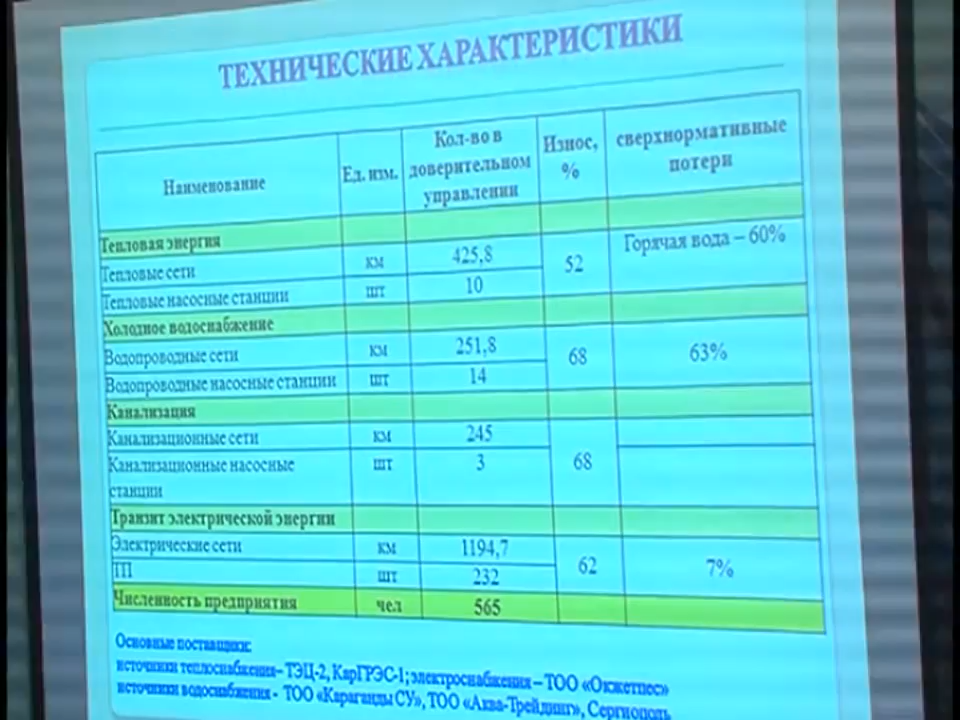 ТЕХНИЧЕСКИЕ ХАРАКТЕРИСТИКИ
Наименование Ед. изм. Кол-во в доверительном управлении Износ, % сверхнормативные потери
Тепловая энергия
Тепловые сети км 425,8 52 Горячая вода – 60%
Тепловые насосные станции шт 10
Холодное водоснабжение
Водопроводные сети км 251,8 68 63%
Водопроводные насосные станции шт 14
Канализация
Канализационные сети км 245 68
Канализационные насосные станции шт 3
Транзит электрической энергии
Электрические сети км 1194,7 62 7%
ТП шт 232
Численность предприятия чел 565
Основные поставщики:
источники теплоснабжения– ТЭЦ-2, КарГРЭС-1; электроснабжения – ТОО «Окжетпес»
источники водоснабжения - ТОО «Караганды СУ», ТОО «Аква-Трейдинг», Сергиополь